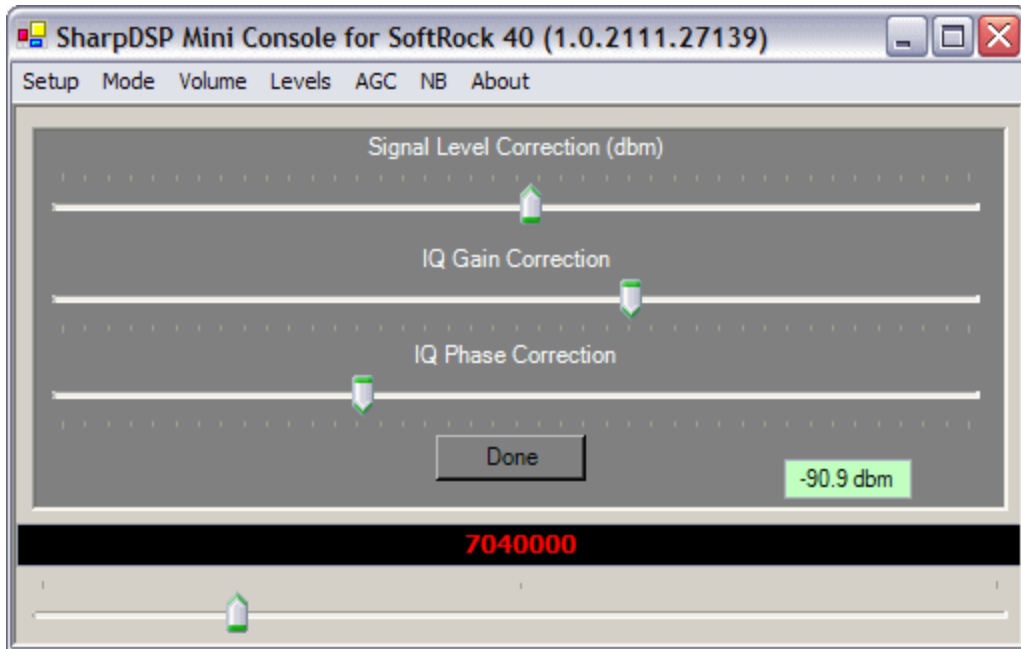 SharpDSP Mini Console for SoftRock 40 (1.0.2111.27139)
Setup Mode Volume Levels AGC NB About
Signal Level Correction (dbm)
IQ Gain Correction
IQ Phase Correction
Done
-90.9 dbm
7040000